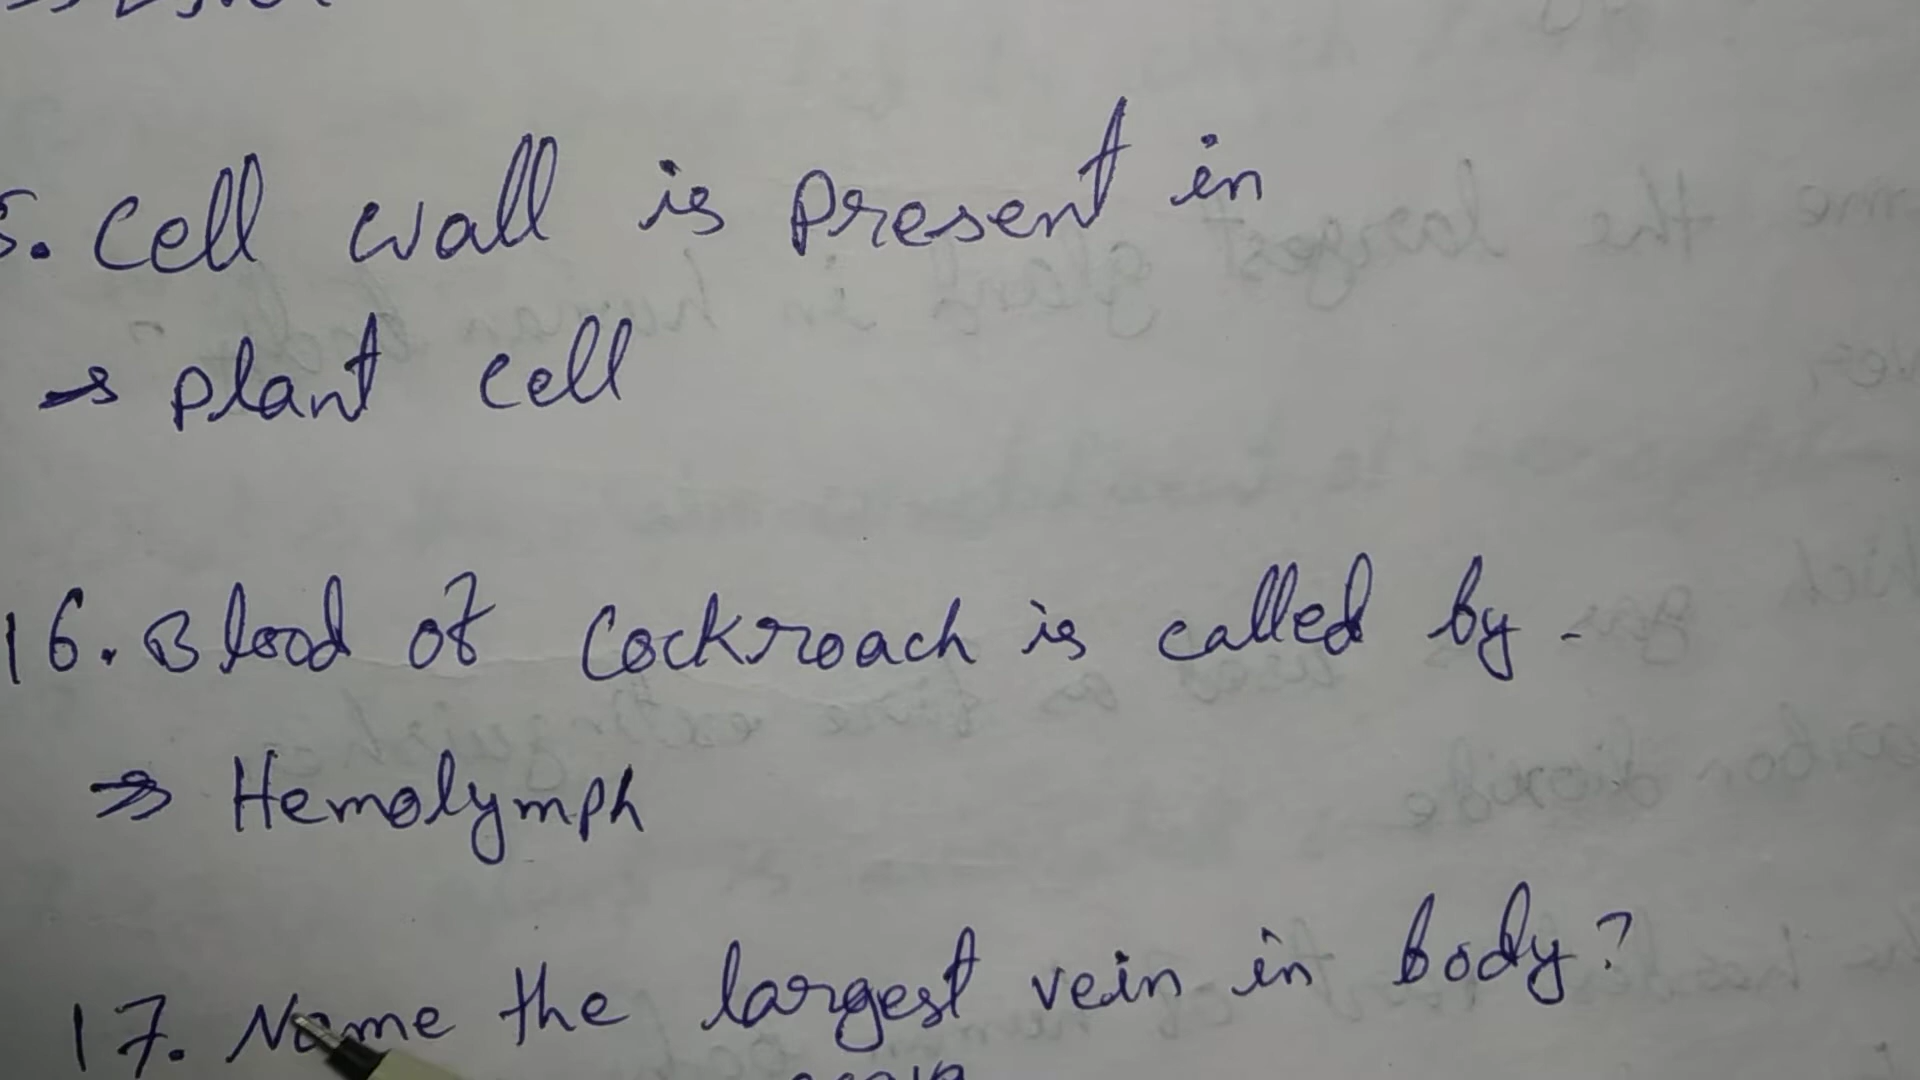 5. Cell wall is present in
→ plant cell
16. Blood of Cockroach is called by -
⇒ Hemolymph
17. Name the largest vein in body?